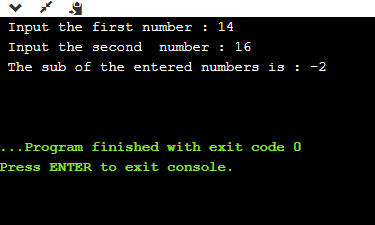 Input the first number : 14
Input the second  number : 16
The sub of the entered numbers is : -2
...Program finished with exit code 0
Press ENTER to exit console.